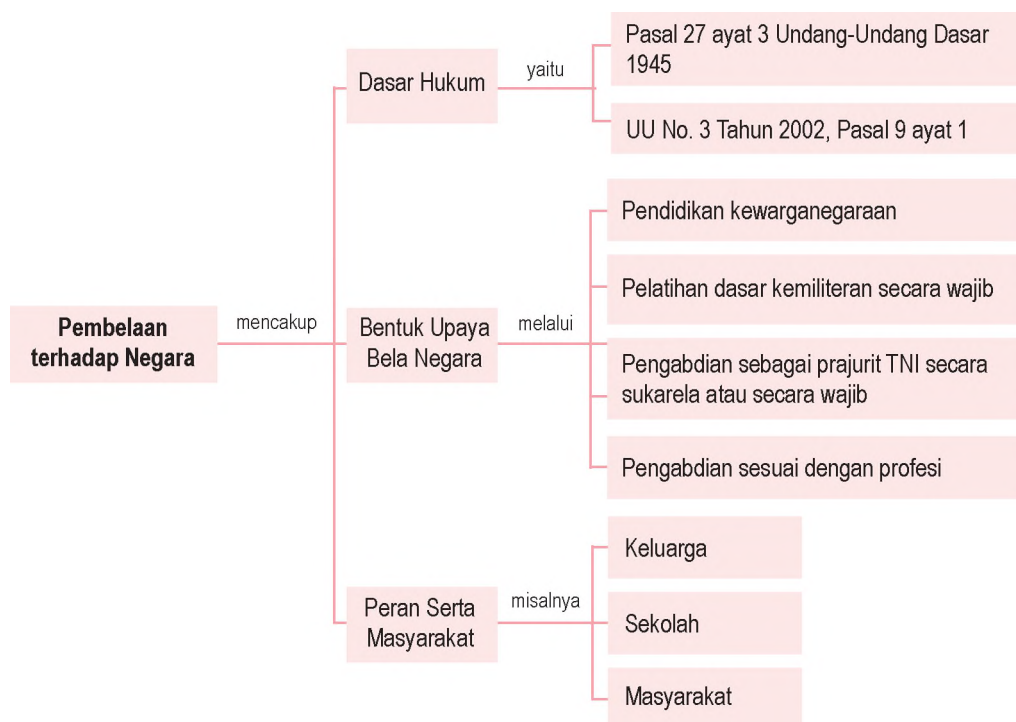 Pembelaan
terhadap Negara
mencakup
Dasar Hukum
yaitu
Pasal 27 ayat 3 Undang-Undang Dasar
1945
UU No. 3 Tahun 2002, Pasal 9 ayat 1
Bentuk Upaya
Bela Negara
melalui
Pendidikan kewarganegaraan
Pelatihan dasar kemiliteran secara wajib
Pengabdian sebagai prajurit TNI secara
sukarela atau secara wajib
Pengabdian sesuai dengan profesi
Peran Serta
Masyarakat
misalnya
Keluarga
Sekolah
Masyarakat